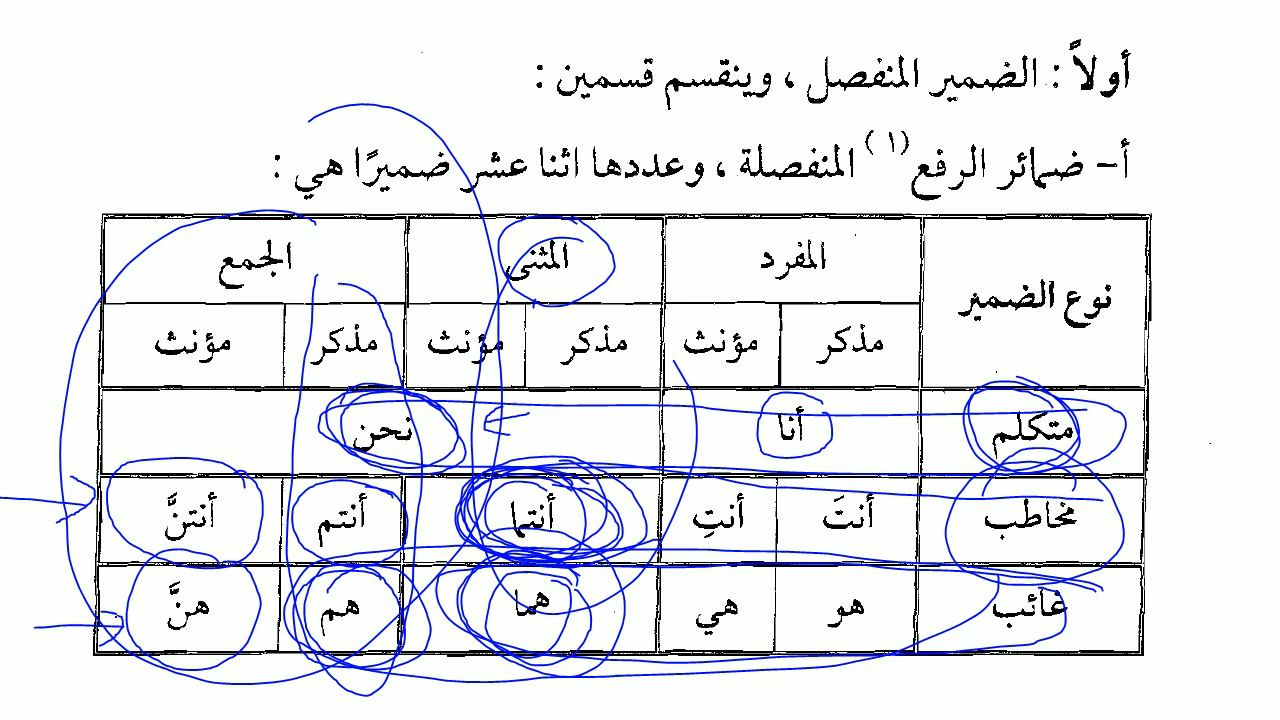 أولاً : الضمير المنفصل ، وينقسم قسمين :
أ– ضمائر الرفع(١) المنفصلة ، وعددها اثنا عشر ضميرًا هي :
نوع الضمير المفرد المثنى الجمع
مذكر مؤنث مذكر مؤنث مذكر مؤنث
متكلم أنا نحن
مخاطب أنتَ أنتِ أنتما أنتم أنتنَّ
غائب هو هي هما هم هنَّ